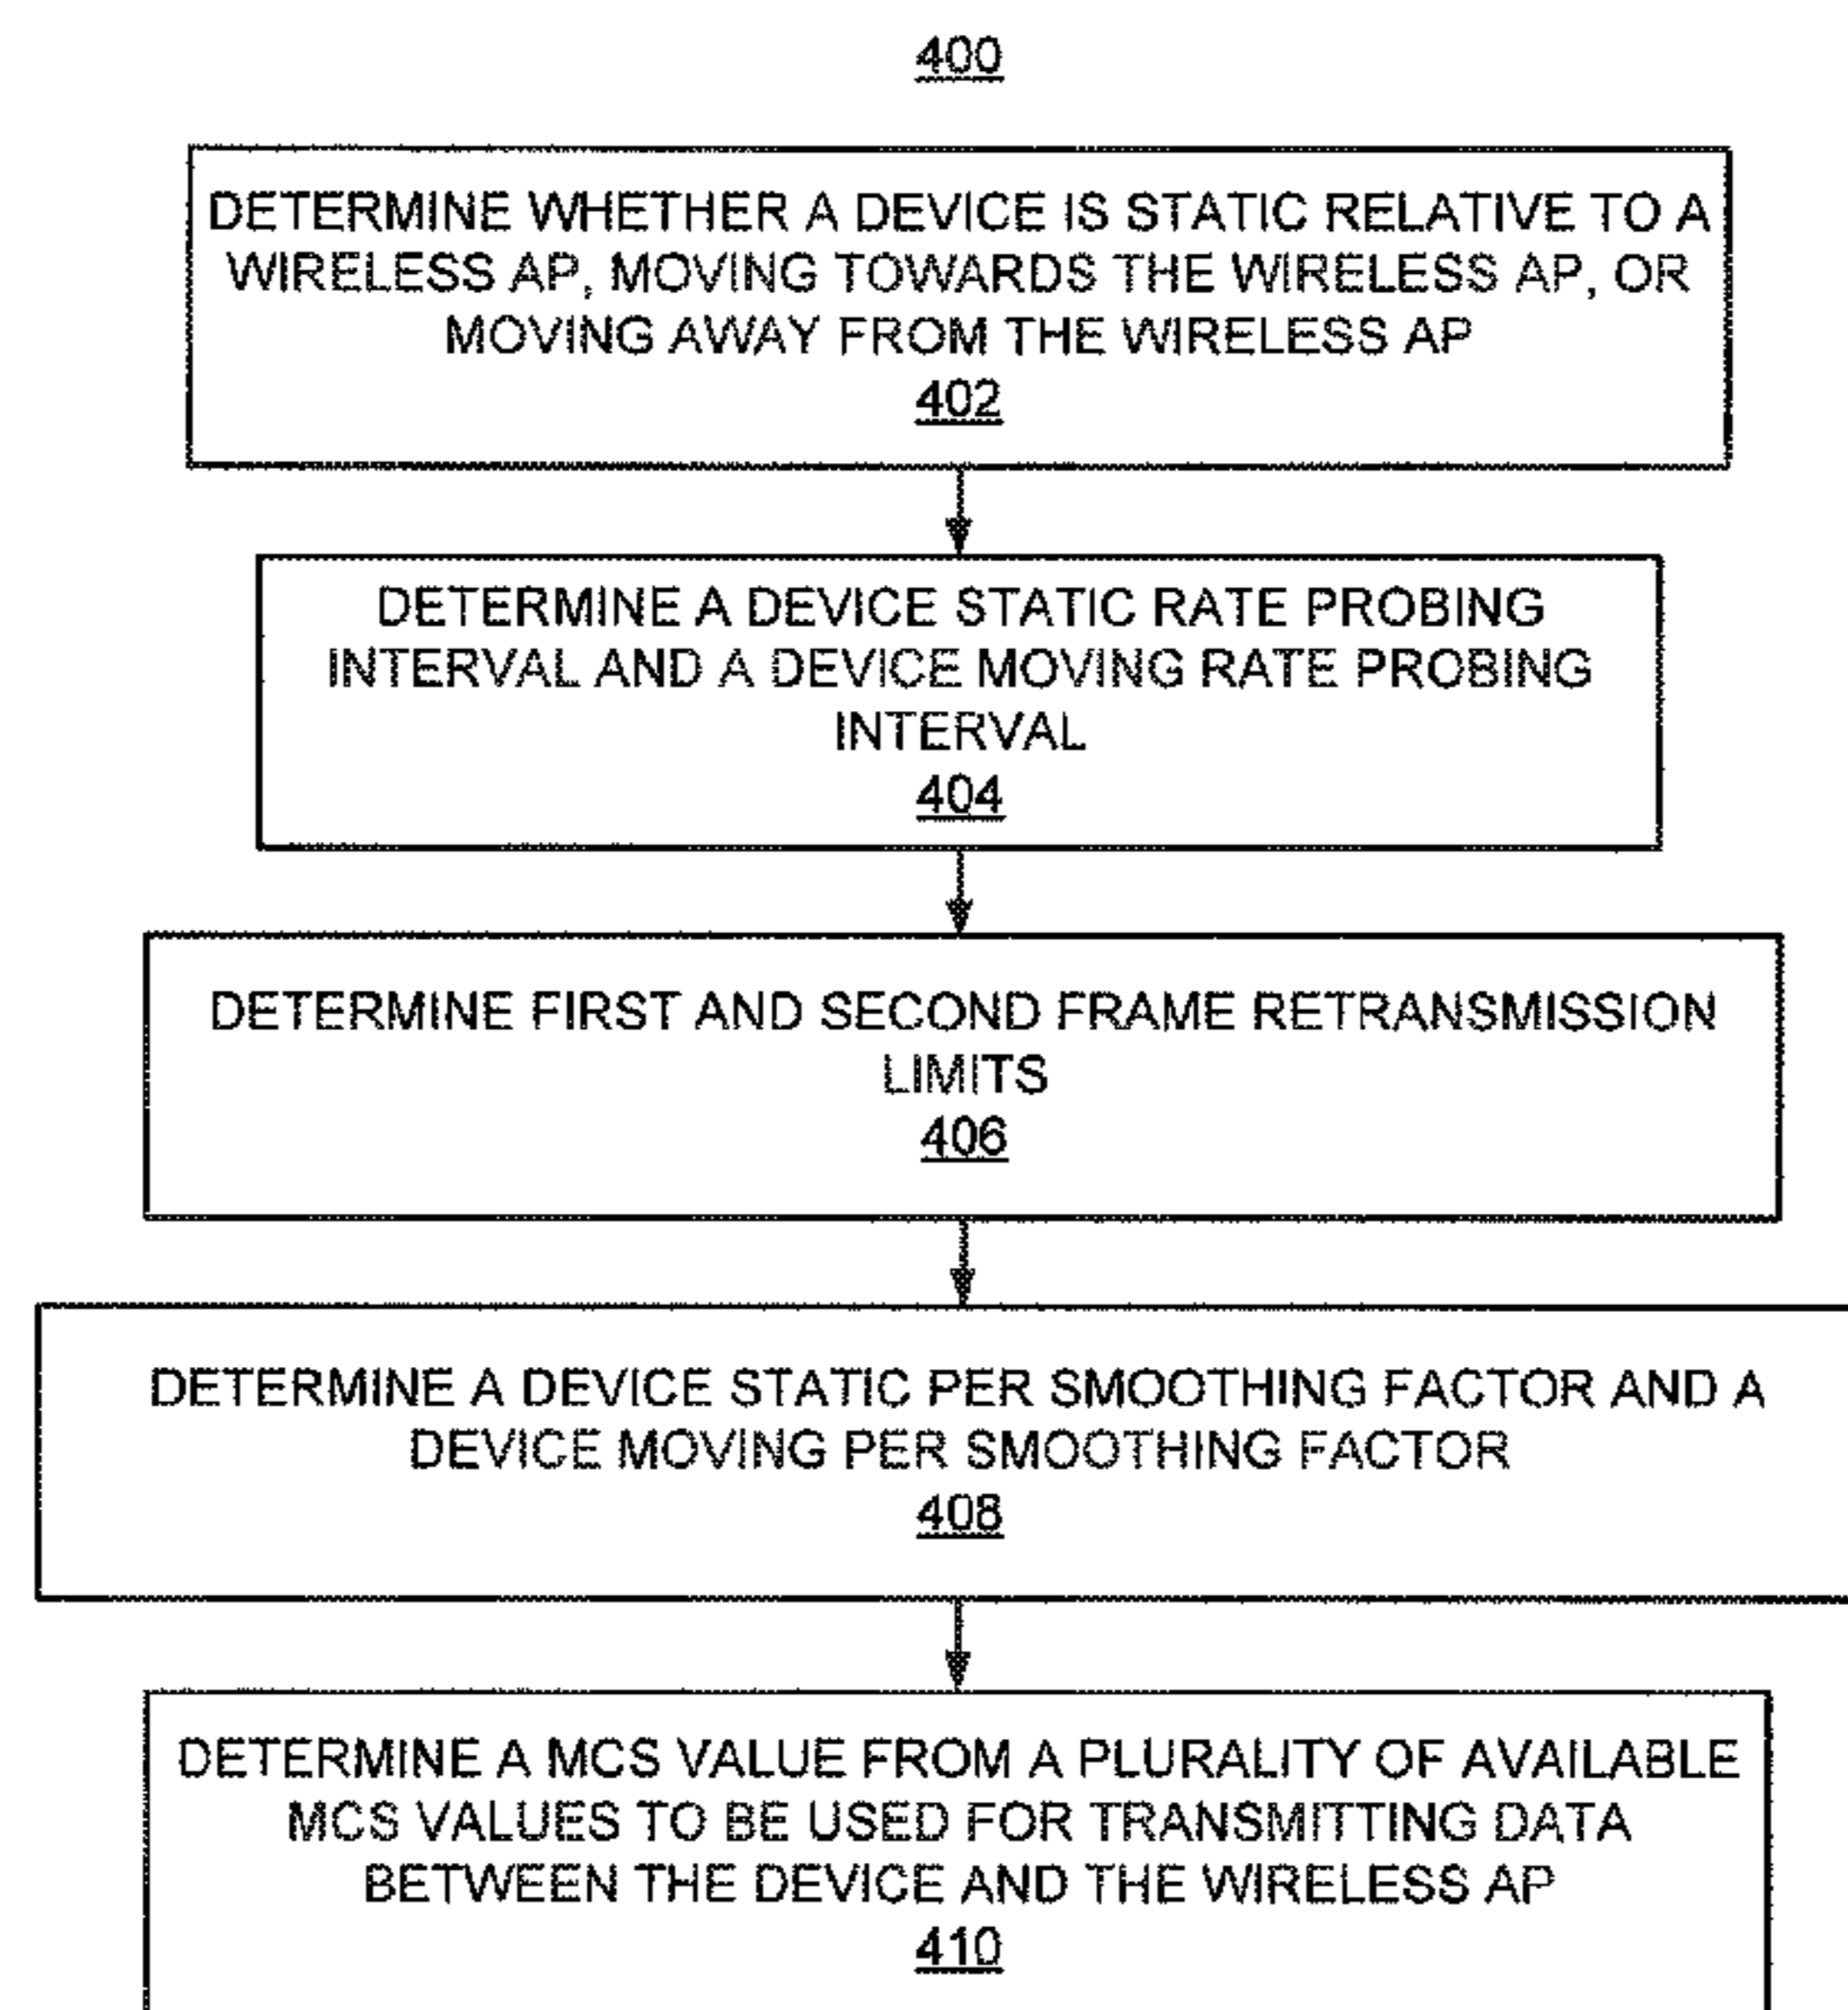 400
DETERMINE WHETHER A DEVICE IS STATIC RELATIVE TO A
WIRELESS AP, MOVING TOWARDS THE WIRELESS AP, OR
MOVING AWAY FROM THE WIRELESS AP
402
DETERMINE A DEVICE STATIC RATE PROBING
INTERVAL AND A DEVICE MOVING RATE PROBING
INTERVAL
404
DETERMINE FIRST AND SECOND FRAME RETRANSMISSION
LIMITS
406
DETERMINE A DEVICE STATIC PER SMOOTHING FACTOR AND A
DEVICE MOVING PER SMOOTHING FACTOR
408
DETERMINE A MCS VALUE FROM A PLURALITY OF AVAILABLE
MCS VALUES TO BE USED FOR TRANSMITTING DATA
BETWEEN THE DEVICE AND THE WIRELESS AP
410